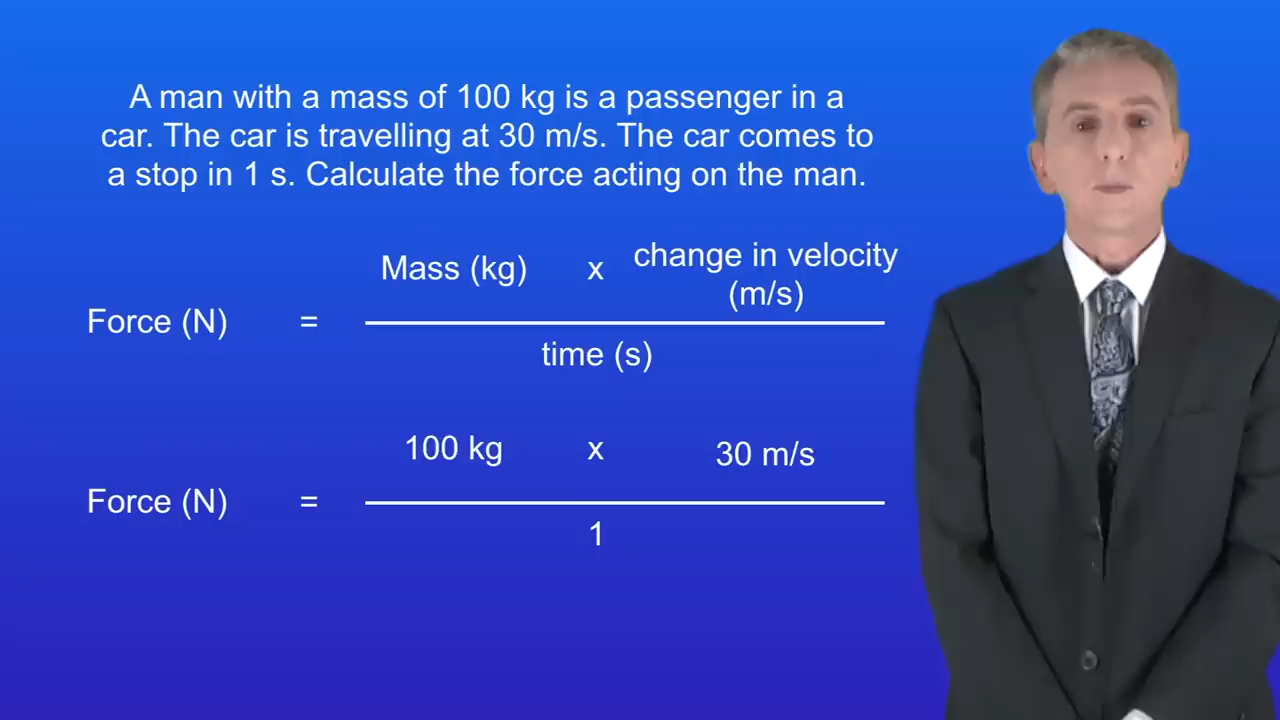 A man with a mass of 100 kg is a passenger in a
car. The car is travelling at 30 m/s. The car comes to
a stop in 1 s. Calculate the force acting on the man.
Force (N) = Mass (kg) x change in velocity
(m/s)
time (s)
Force (N) = 100 kg x 30 m/s
1